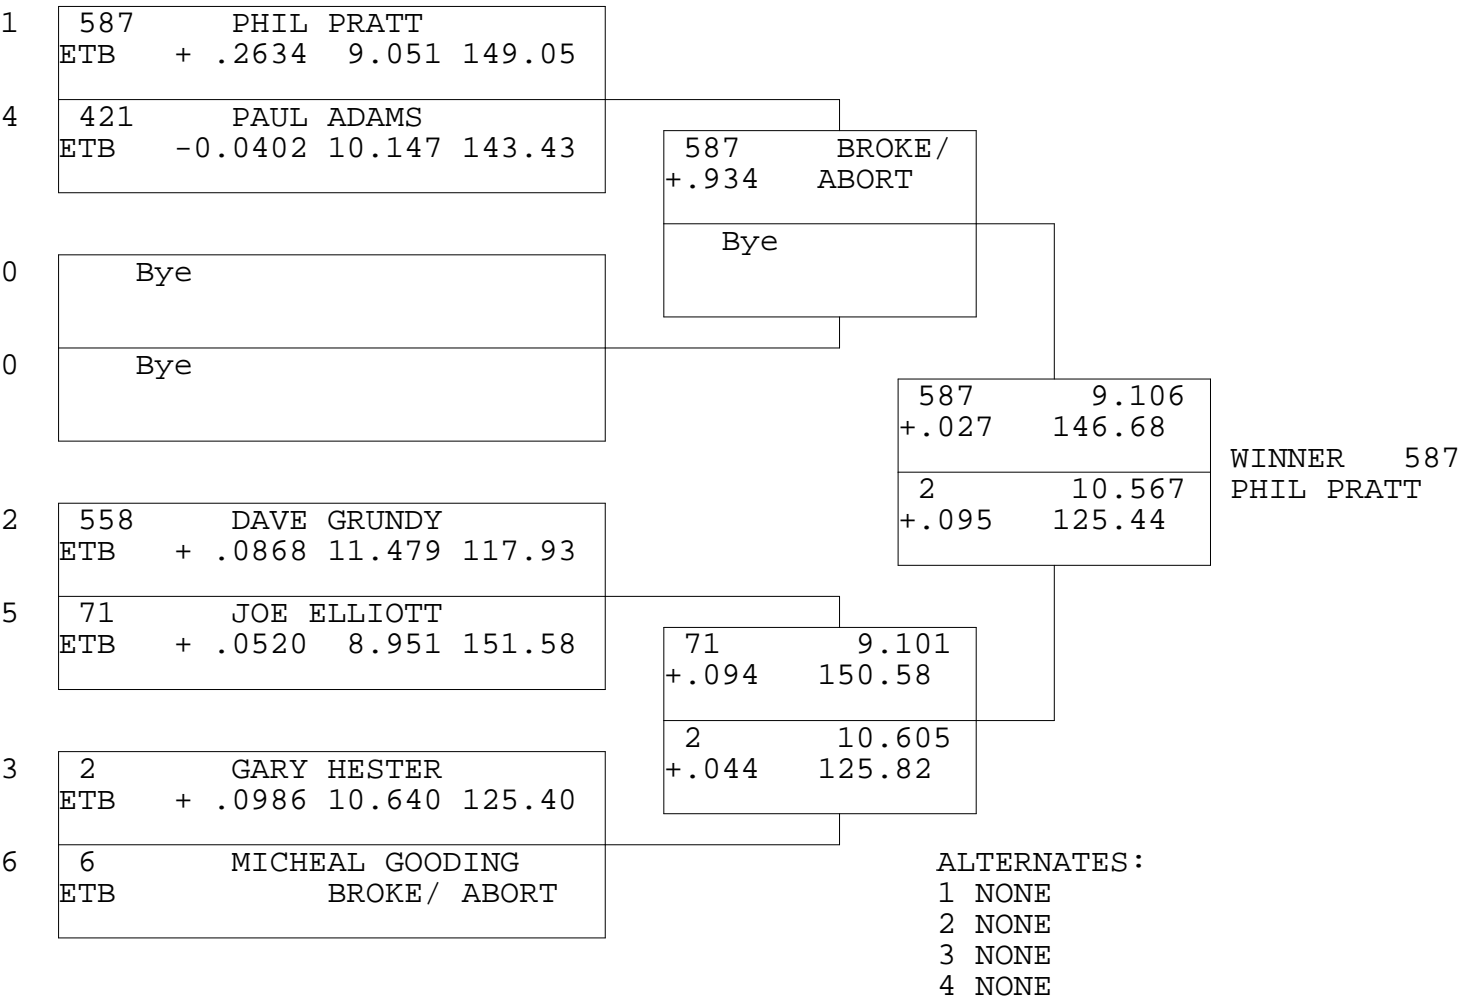 1 587 PHIL PRATT
ETB + .2634 9.051 149.05
4 421 PAUL ADAMS
ETB -0.0402 10.147 143.43
587 BROKE/
+.934 ABORT
Bye
0 Bye
0 Bye
587 9.106
+.027 146.68
2 10.567
+.095 125.44
WINNER 587
PHIL PRATT
2 558 DAVE GRUNDY
ETB + .0868 11.479 117.93
5 71 JOE ELLIOTT
ETB + .0520 8.951 151.58
71 9.101
+.094 150.58
2 10.605
+.044 125.82
3 2 GARY HESTER
ETB + .0986 10.640 125.40
6 6 MICHEAL GOODING
ETB BROKE/ ABORT
ALTERNATES:
1 NONE
2 NONE
3 NONE
4 NONE